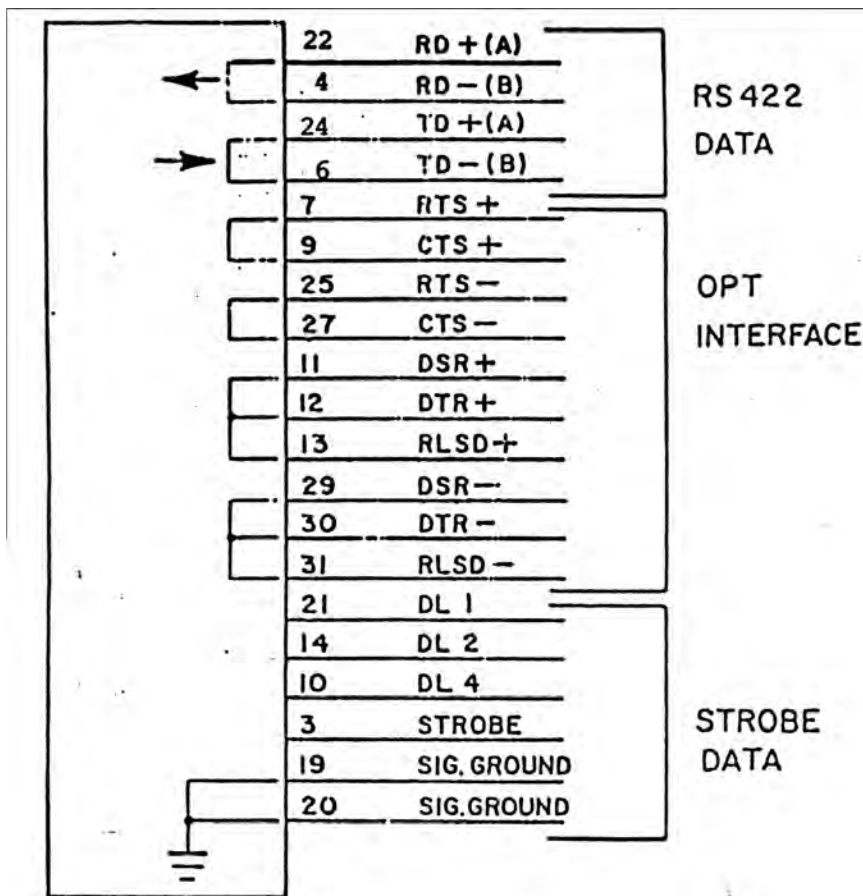 22 RD+(A)
4 RD-(B)
24 TD+(A)
6 TD-(B)
RS 422
DATA
7 RTS+
9 CTS+
25 RTS-
27 CTS-
11 DSR+
12 DTR+
13 RLSD+
29 DSR-
30 DTR-
31 RLSD-
OPT
INTERFACE
21 DL 1
14 DL 2
10 DL 4
3 STROBE
19 SIG. GROUND
20 SIG. GROUND
STROBE
DATA